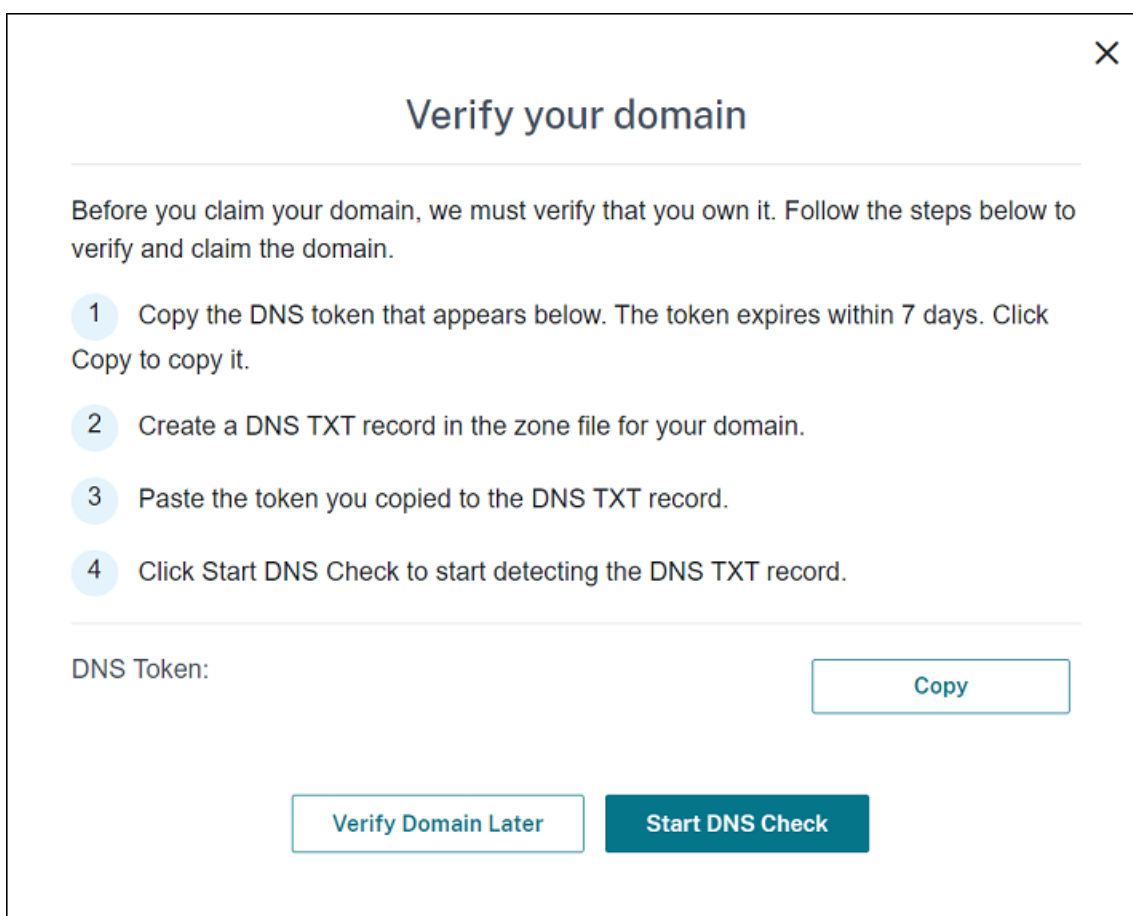 Verify your domain
Before you claim your domain, we must verify that you own it. Follow the steps below to
verify and claim the domain.
1 Copy the DNS token that appears below. The token expires within 7 days. Click
Copy to copy it.
2 Create a DNS TXT record in the zone file for your domain.
3 Paste the token you copied to the DNS TXT record.
4 Click Start DNS Check to start detecting the DNS TXT record.
DNS Token:
Copy
Verify Domain Later
Start DNS Check